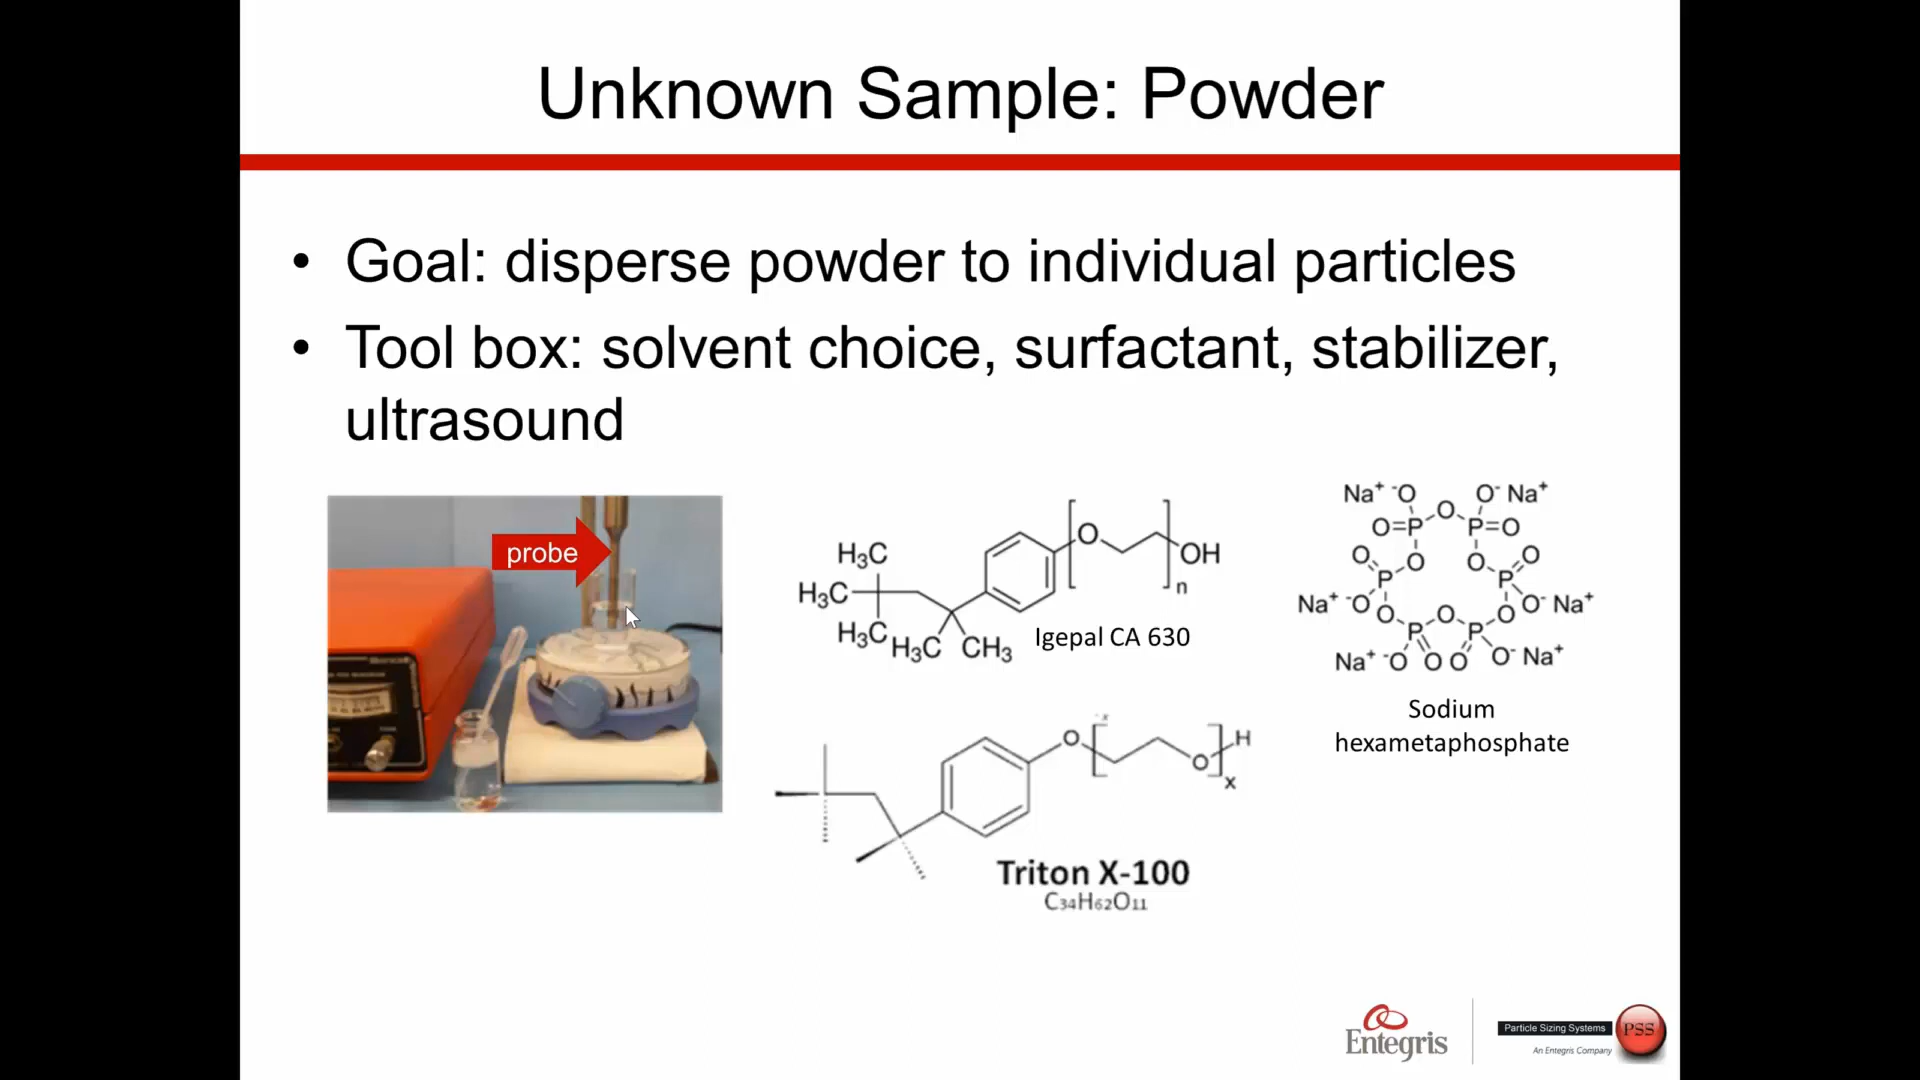 Unknown Sample: Powder
• Goal: disperse powder to individual particles
• Tool box: solvent choice, surfactant, stabilizer,
ultrasound
probe
H₃C
H₃C
H₃C
H₃C
CH₃
O
OH
n
Igepal CA 630
O
O
H
x
Triton X-100
C₃₄H₆₂O₁₁
Na⁺ ⁻O O⁻ Na⁺
O=P O P=O
O O O O
P P
Na⁺ ⁻O O O O O⁻ Na⁺
P P
Na⁺ ⁻O O O O⁻ Na⁺
Sodium
hexametaphosphate
Entegris
Particle Sizing Systems
PSS
An Entegris Company